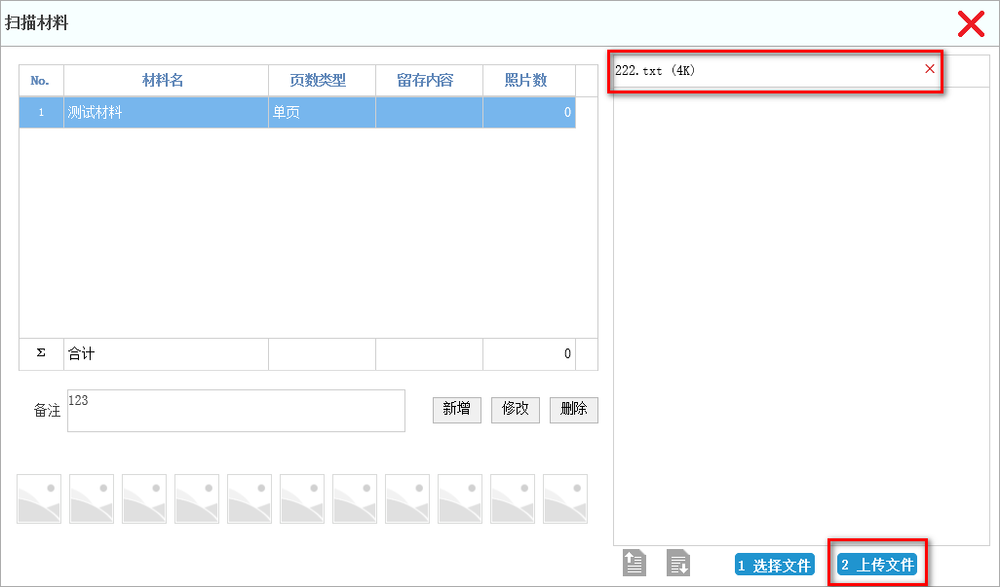 扫描材料
No. 材料名 页数类型 留存内容 照片数
1 测试材料 单页 0
Σ 合计 0
备注 123 新增 修改 删除
222.txt (4K)
1 选择文件 2 上传文件